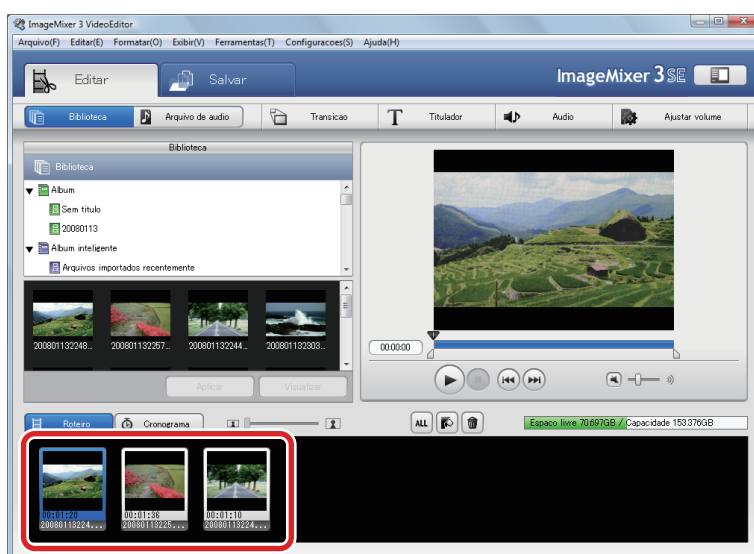 ImageMixer 3 VideoEditor
Arquivo(F) Editar(E) Formatar(O) Exibir(V) Ferramentas(T) Configuracoes(S) Ajuda(H)
Editar Salvar ImageMixer 3 SE
Biblioteca Arquivo de audio Transicao T Titulador Audio Ajustar volume
Biblioteca
Biblioteca
Album
Sem titulo
20080113
Album inteligente
Arquivos importados recentemente
200801132248... 200801132257... 200801132244... 200801132303...
00:00:00
Aplicar Visualizar
Roteiro Cronograma ALL Espaco livre 70.697GB / Capacidade 153.376GB
00:01:20 00:01:36 00:01:10
20080113224... 20080113225... 20080113224...